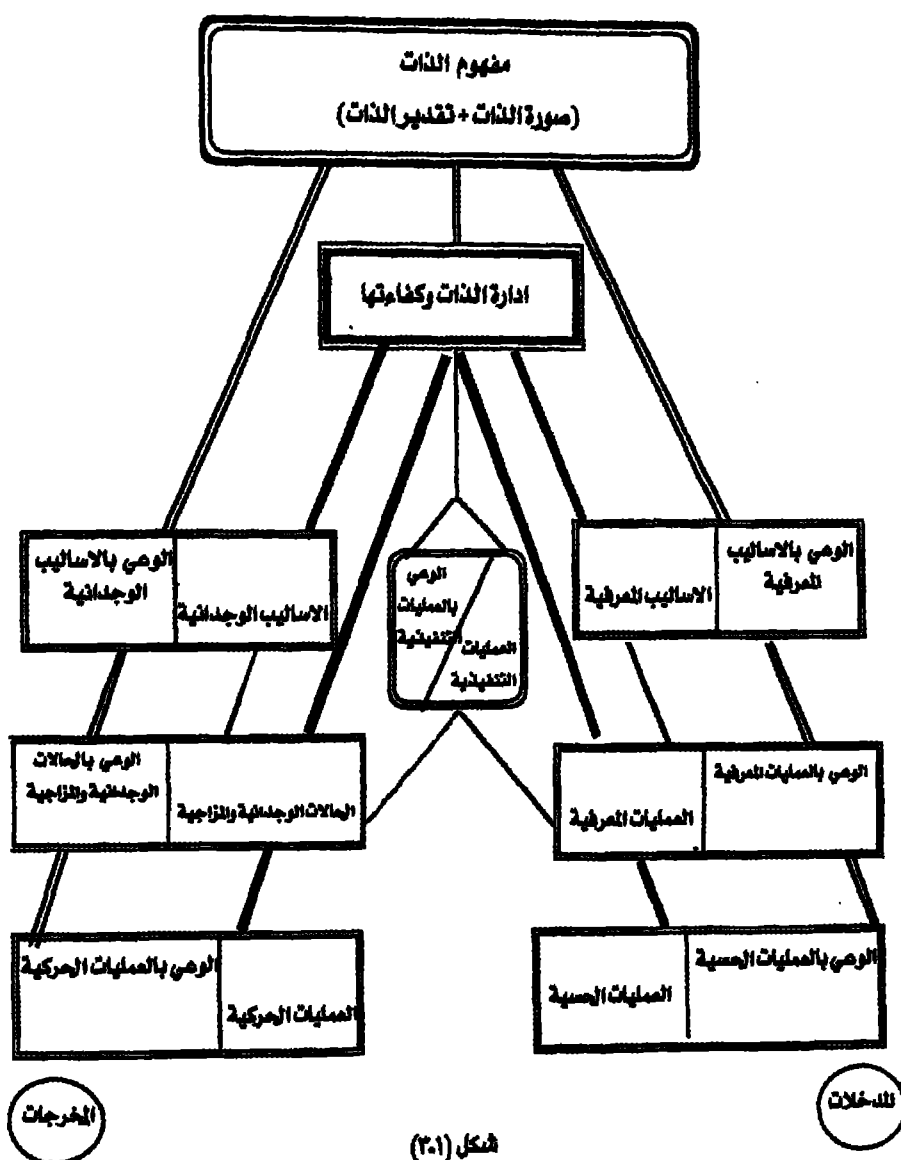 مفهوم الذات
(صورة الذات + تقدير الذات)
ادارة الذات وكفاءتها
الوعي بالاساليب
المعرفية
الاساليب المعرفية
الوعي
بالعمليات
التنفيذية
العمليات
التنفيذية
الاساليب الوجدانية
الوعي بالاساليب
الوجدانية
الوعي بالعمليات المعرفية
العمليات المعرفية
الحالات الوجدانية والمزاجية
الوعي بالحالات
الوجدانية والمزاجية
الوعي بالعمليات الحسية
العمليات الحسية
العمليات الحركية
الوعي بالعمليات الحركية
المدخلات
المخرجات
شكل (٣.١)